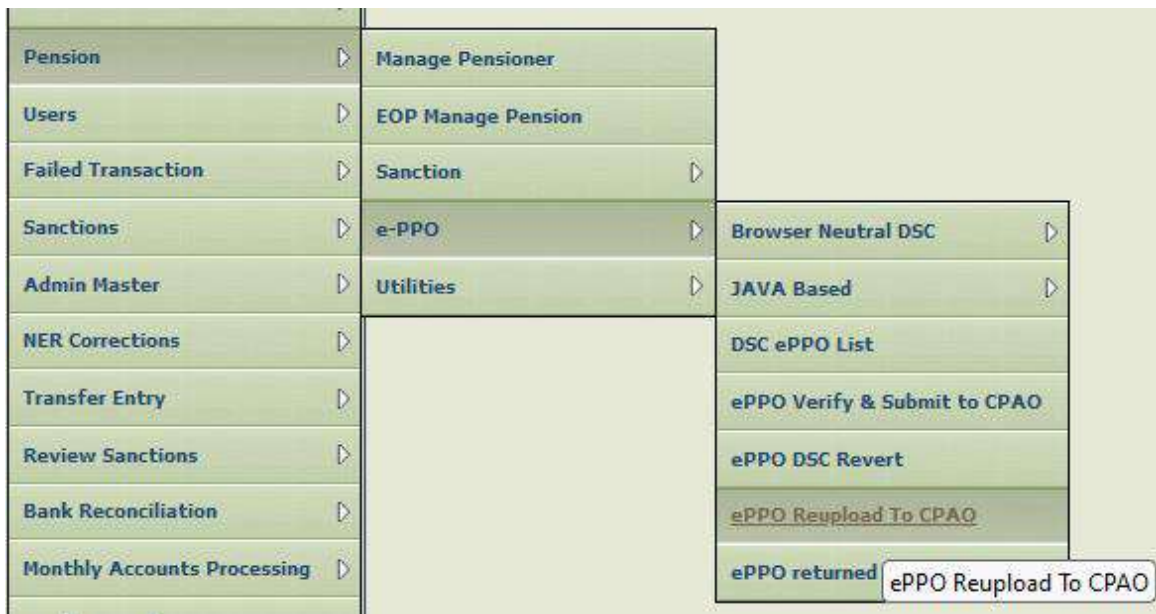 Pension
Users
Failed Transaction
Sanctions
Admin Master
NER Corrections
Transfer Entry
Review Sanctions
Bank Reconciliation
Monthly Accounts Processing
Manage Pensioner
EOP Manage Pension
Sanction
e-PPO
Utilities
Browser Neutral DSC
JAVA Based
DSC ePPO List
ePPO Verify & Submit to CPAO
ePPO DSC Revert
ePPO Reupload To CPAO
ePPO returned
ePPO Reupload To CPAO